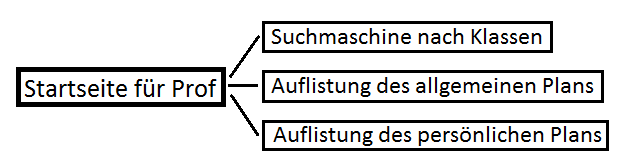 Startseite für Prof
Suchmaschine nach Klassen
Auflistung des allgemeinen Plans
Auflistung des persönlichen Plans